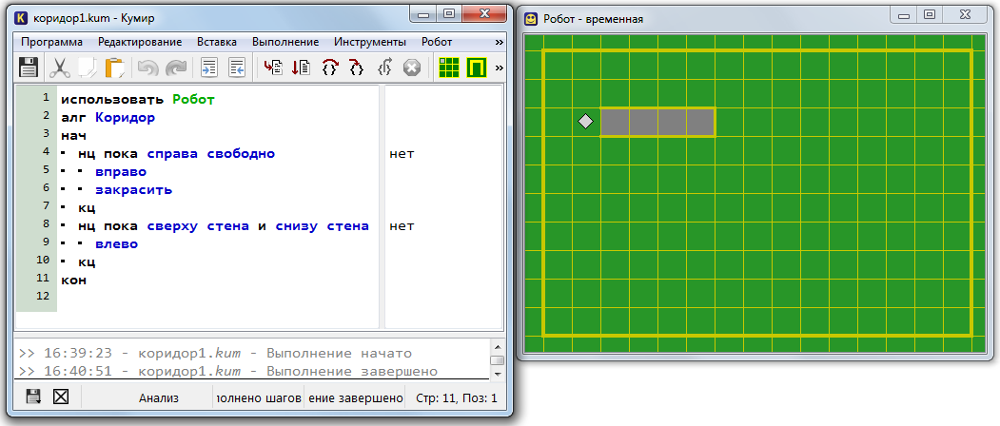 коридор1.kum - Кумир
Программа Редактирование Вставка Выполнение Инструменты Робот »
»
1 использовать Робот
2 алг Коридор
3 нач
4 нц пока справа свободно нет
5 вправо
6 закрасить
7 кц
8 нц пока сверху стена и снизу стена нет
9 влево
10 кц
11 кон
12
>> 16:39:23 - коридор1.kum - Выполнение начато
>> 16:40:51 - коридор1.kum - Выполнение завершено
Анализ ıолнено шагов ение завершено Стр: 11, Поз: 1
Робот - временная